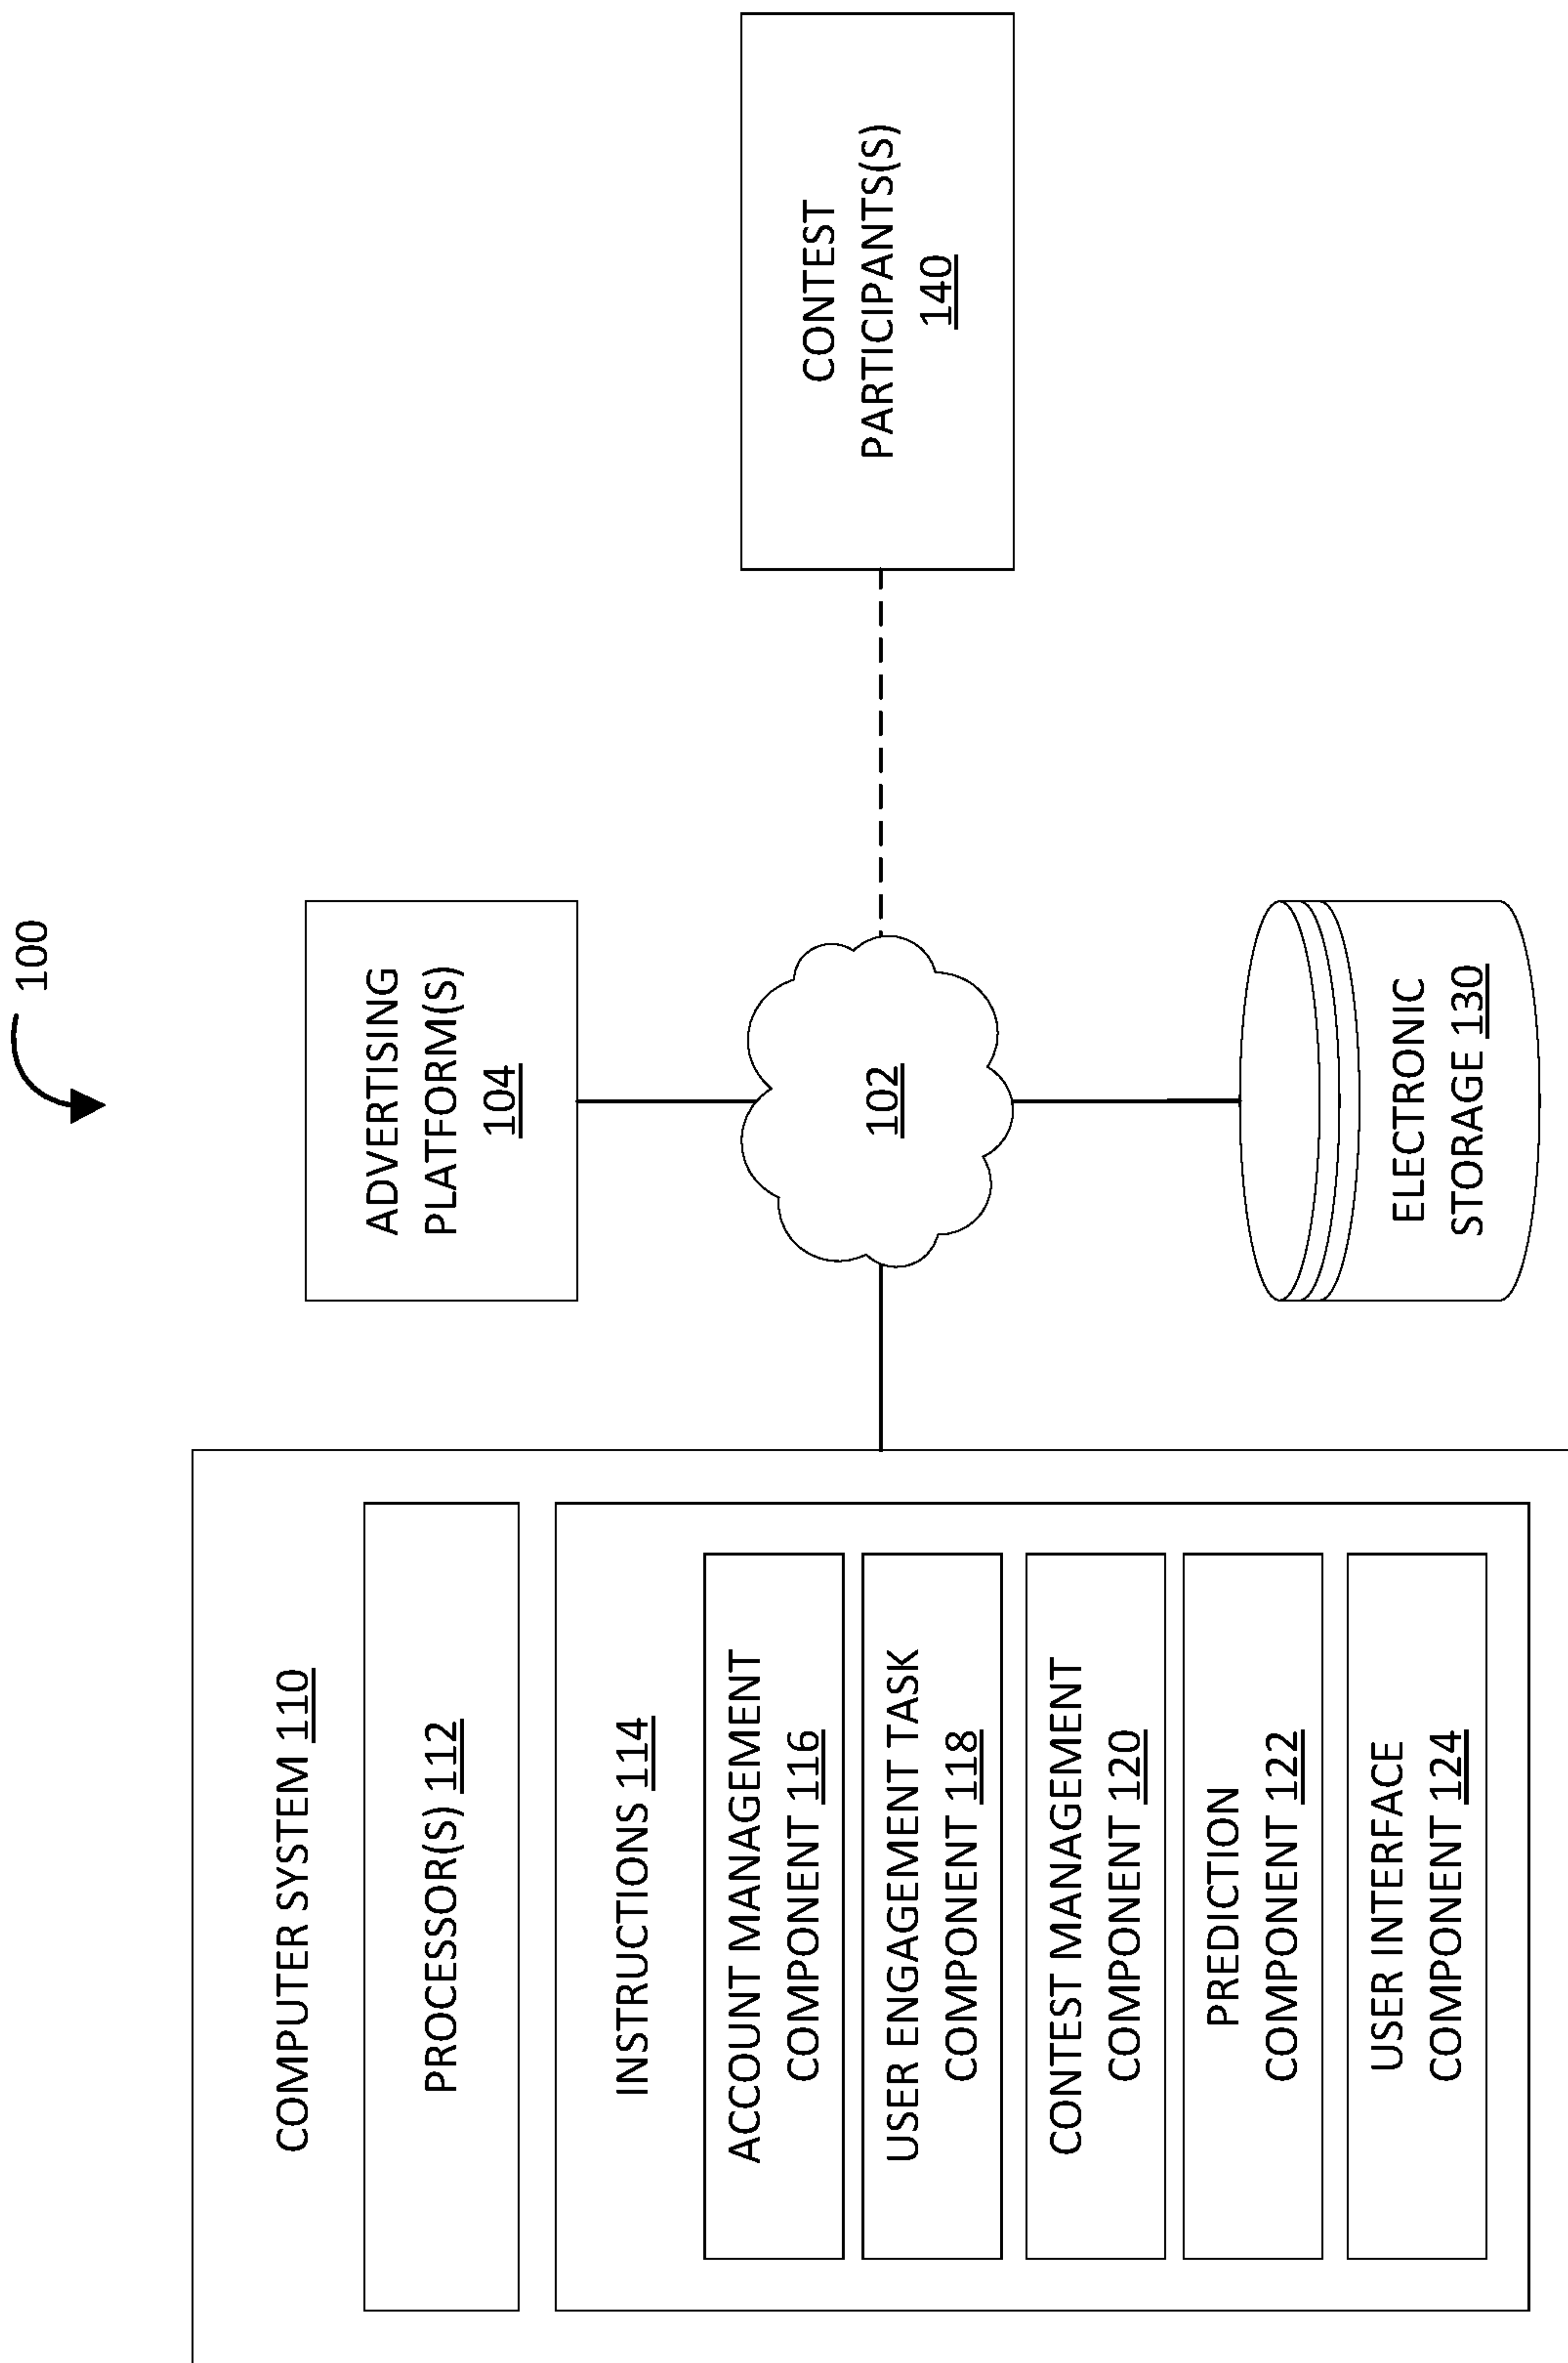 100
COMPUTER SYSTEM 110
PROCESSOR(S) 112
INSTRUCTIONS 114
ACCOUNT MANAGEMENT
COMPONENT 116
USER ENGAGEMENT TASK
COMPONENT 118
CONTEST MANAGEMENT
COMPONENT 120
PREDICTION
COMPONENT 122
USER INTERFACE
COMPONENT 124
ADVERTISING
PLATFORM(S)
104
102
ELECTRONIC
STORAGE 130
CONTEST
PARTICIPANTS(S)
140